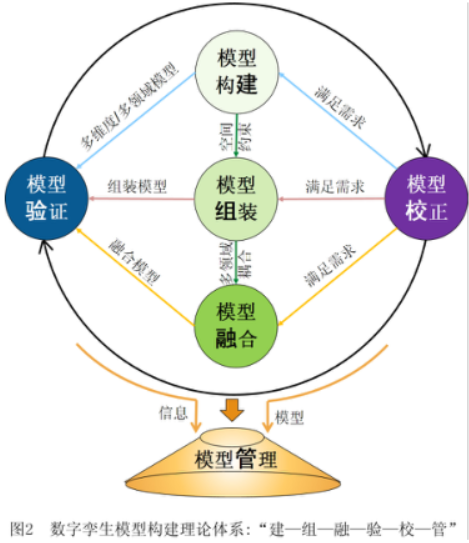 模型
构建
多维度/多领域模型
满足需求
空间
约束
模型
验证
组装模型
模型
组装
满足需求
模型
校正
融合模型
多领域
耦合
满足需求
模型
融合
信息
模型
模型管理
图2 数字孪生模型构建理论体系:“建—组—融—验—校—管”